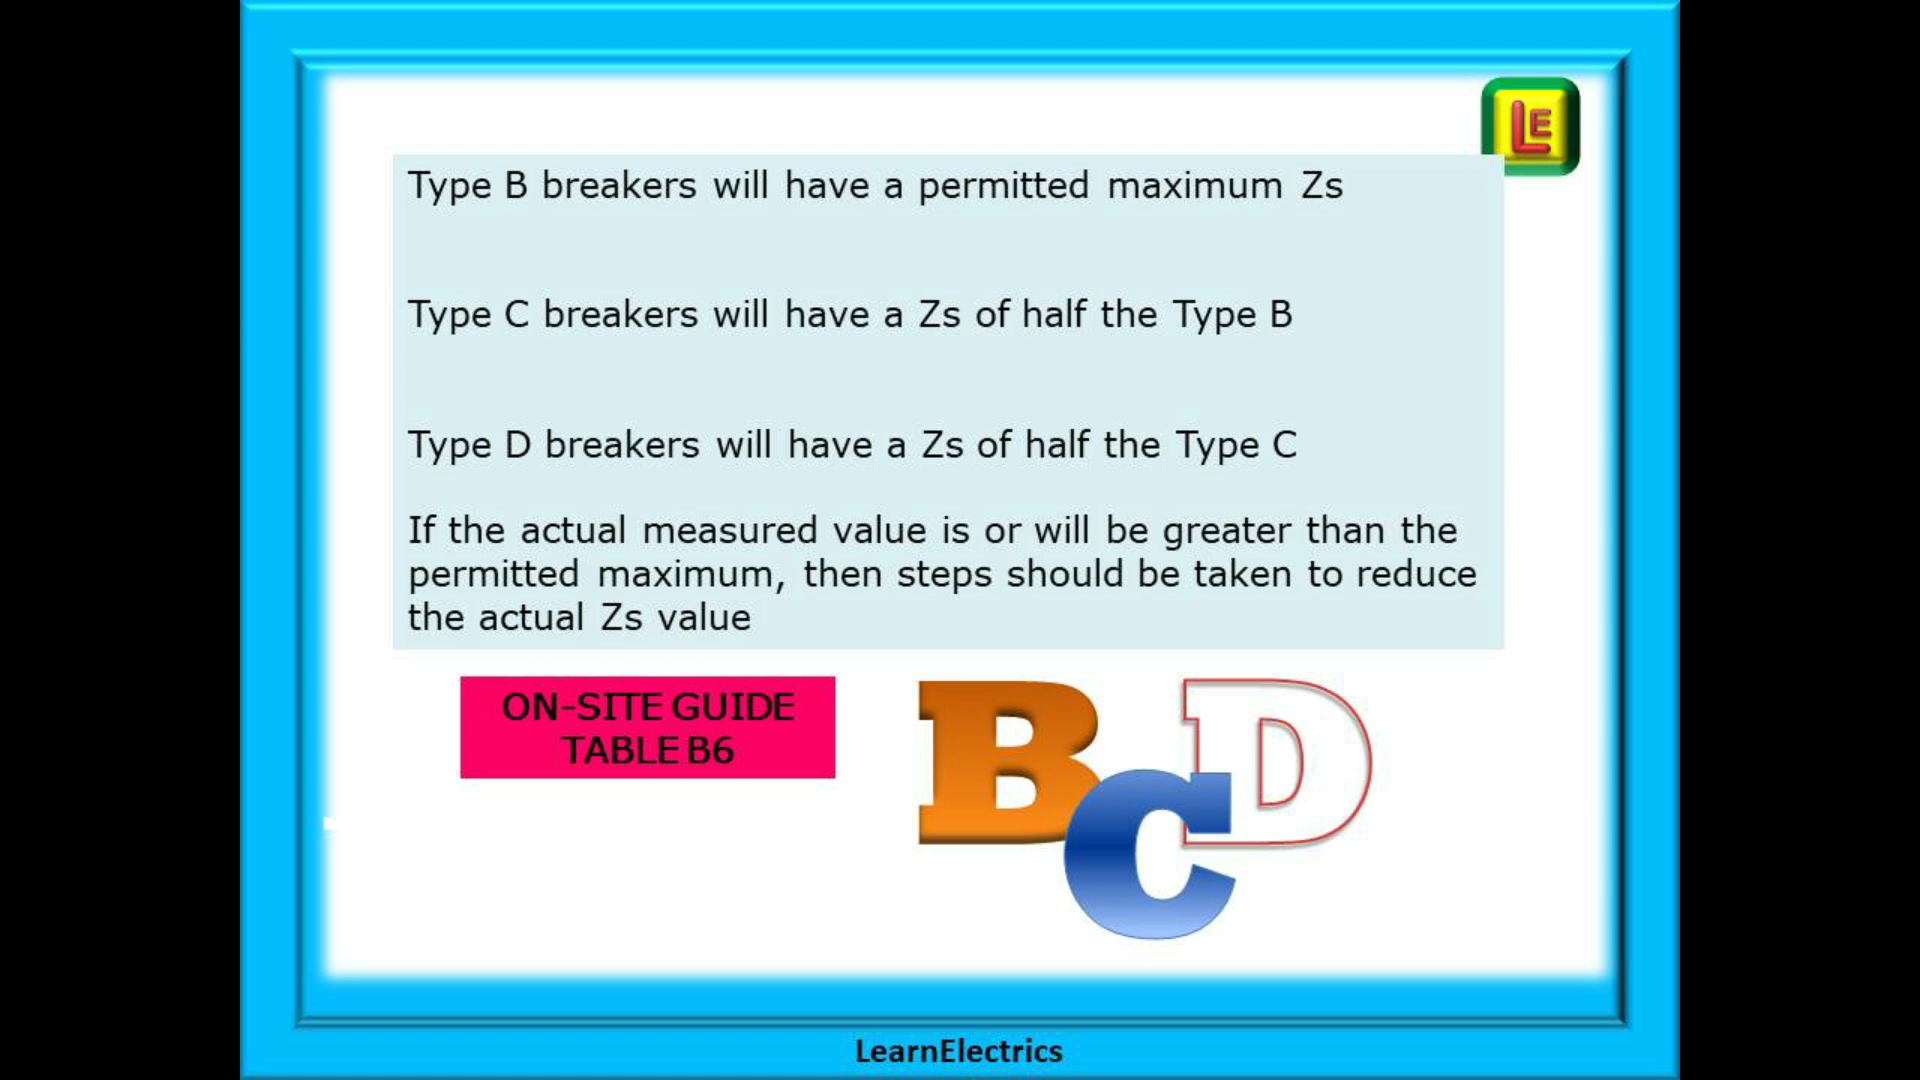 LE
Type B breakers will have a permitted maximum Zs
Type C breakers will have a Zs of half the Type B
Type D breakers will have a Zs of half the Type C
If the actual measured value is or will be greater than the
permitted maximum, then steps should be taken to reduce
the actual Zs value
ON-SITE GUIDE
TABLE B6
B C D
LearnElectrics